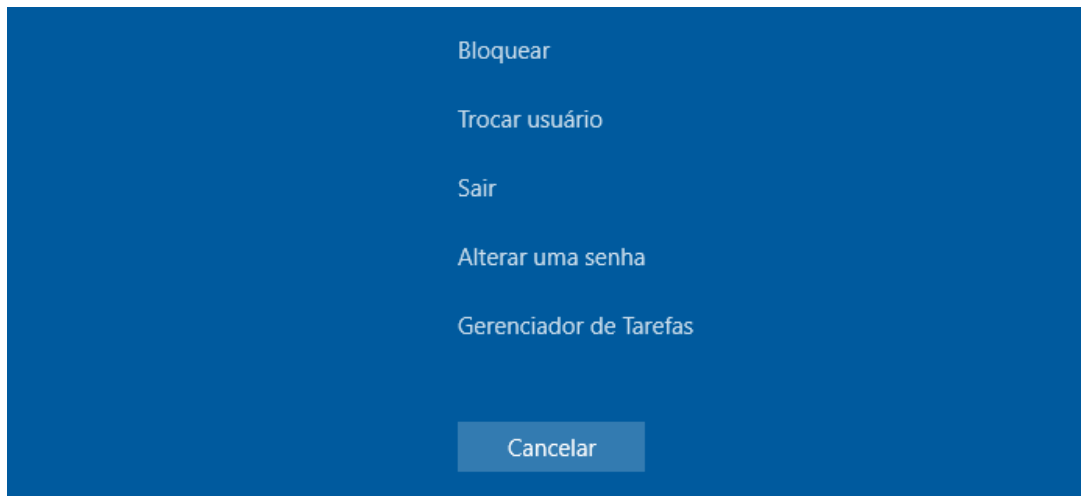 Bloquear
Trocar usuário
Sair
Alterar uma senha
Gerenciador de Tarefas
Cancelar